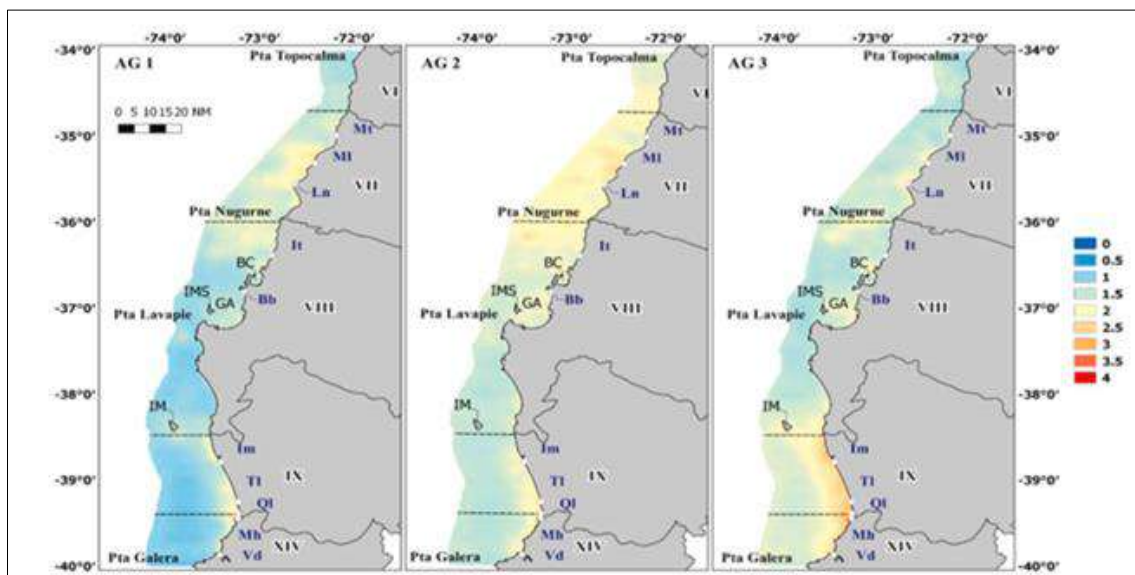 -74°0' -73°0' -72°0' -74°0' -73°0' -72°0' -74°0' -73°0' -72°0'
-34°0' -34°0'
AG 1 Pta Topocalma AG 2 Pta Topocalma AG 3 Pta Topocalma
VI VI VI
0 5 10 15 20 NM
-35°0' Mt Mt Mt -35°0'
Ml Ml Ml
VII VII VII
Ln Ln Ln
Pta Nugurne Pta Nugurne Pta Nugurne
-36°0' -36°0'
It It It
BC BC BC
IMS GA Bb IMS GA Bb IMS GA Bb
-37°0' Pta Lavapie VIII Pta Lavapie VIII Pta Lavapie VIII -37°0'
-38°0' -38°0'
IM IM IM
Im Im Im
-39°0' Tl IX Tl IX Tl IX -39°0'
Ql Ql Ql
Mh XIV Mh XIV Mh XIV
Pta Galera Vd Pta Galera Vd Pta Galera Vd
-40°0' -40°0'
0
0.5
1
1.5
2
2.5
3
3.5
4